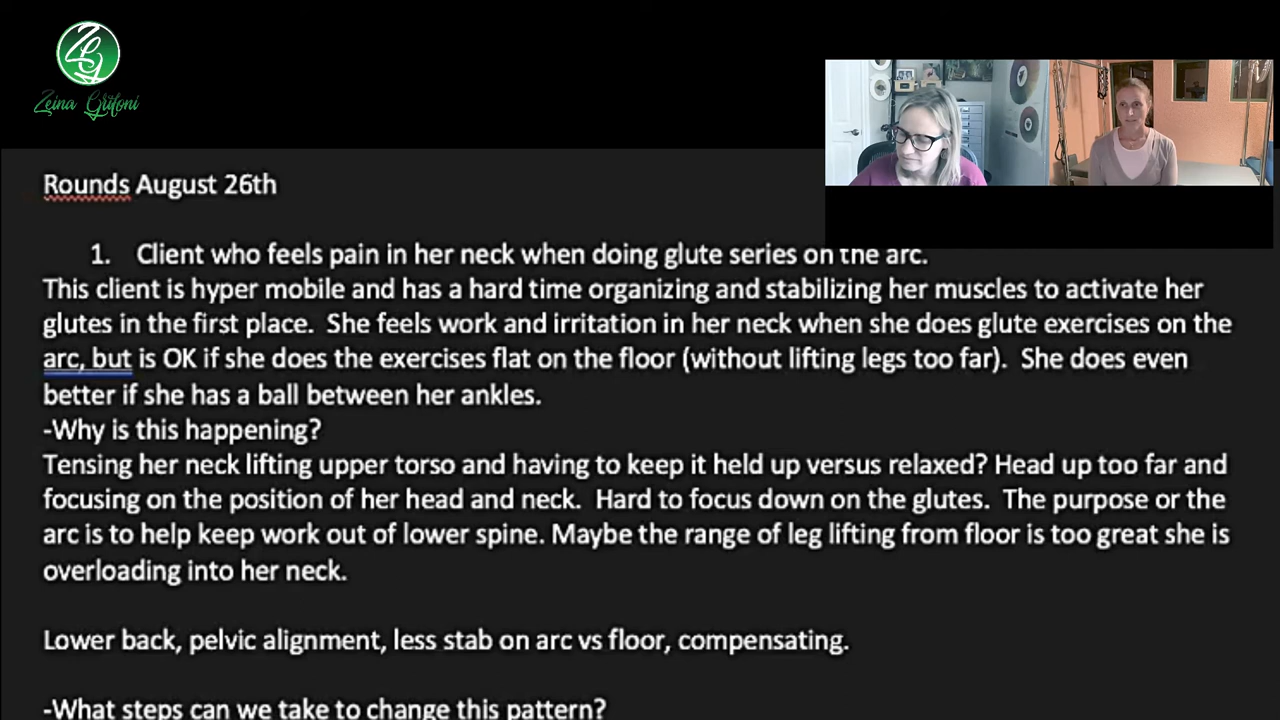 ZG
Zeina Grifoni
Rounds August 26th
1. Client who feels pain in her neck when doing glute series on the arc.
This client is hyper mobile and has a hard time organizing and stabilizing her muscles to activate her
glutes in the first place. She feels work and irritation in her neck when she does glute exercises on the
arc, but is OK if she does the exercises flat on the floor (without lifting legs too far). She does even
better if she has a ball between her ankles.
-Why is this happening?
Tensing her neck lifting upper torso and having to keep it held up versus relaxed? Head up too far and
focusing on the position of her head and neck. Hard to focus down on the glutes. The purpose or the
arc is to help keep work out of lower spine. Maybe the range of leg lifting from floor is too great she is
overloading into her neck.
Lower back, pelvic alignment, less stab on arc vs floor, compensating.
-What steps can we take to change this pattern?